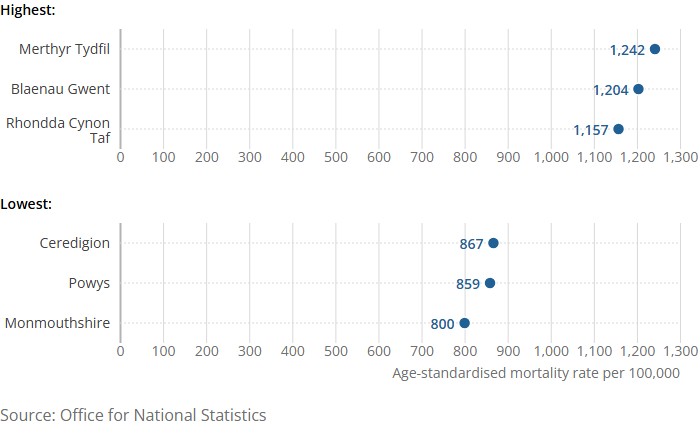 Highest:
Merthyr Tydfil
1,242
Blaenau Gwent
1,204
Rhondda Cynon
Taf
1,157
0 100 200 300 400 500 600 700 800 900 1,000 1,100 1,200 1,300
Lowest:
Ceredigion
867
Powys
859
Monmouthshire
800
0 100 200 300 400 500 600 700 800 900 1,000 1,100 1,200 1,300
Age-standardised mortality rate per 100,000
Source: Office for National Statistics